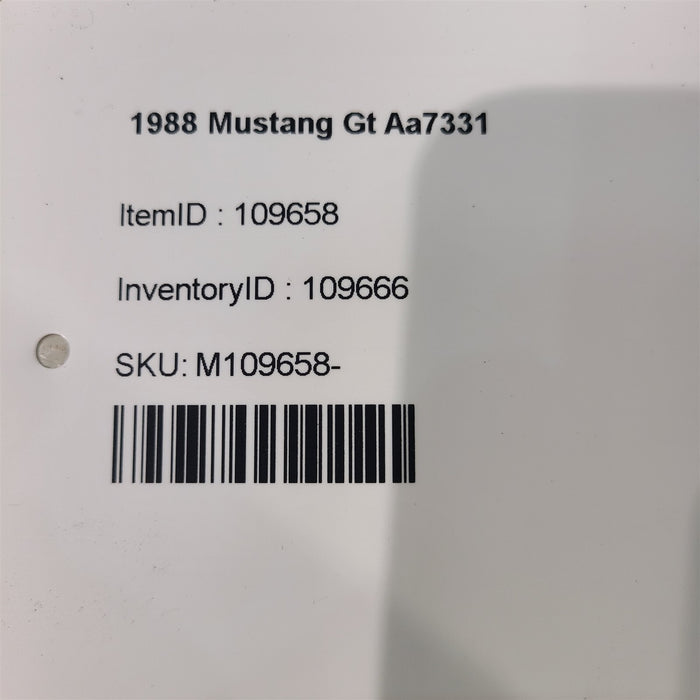 1988 Mustang Gt Aa7331
ItemID : 109658
InventoryID : 109666
SKU: M109658-